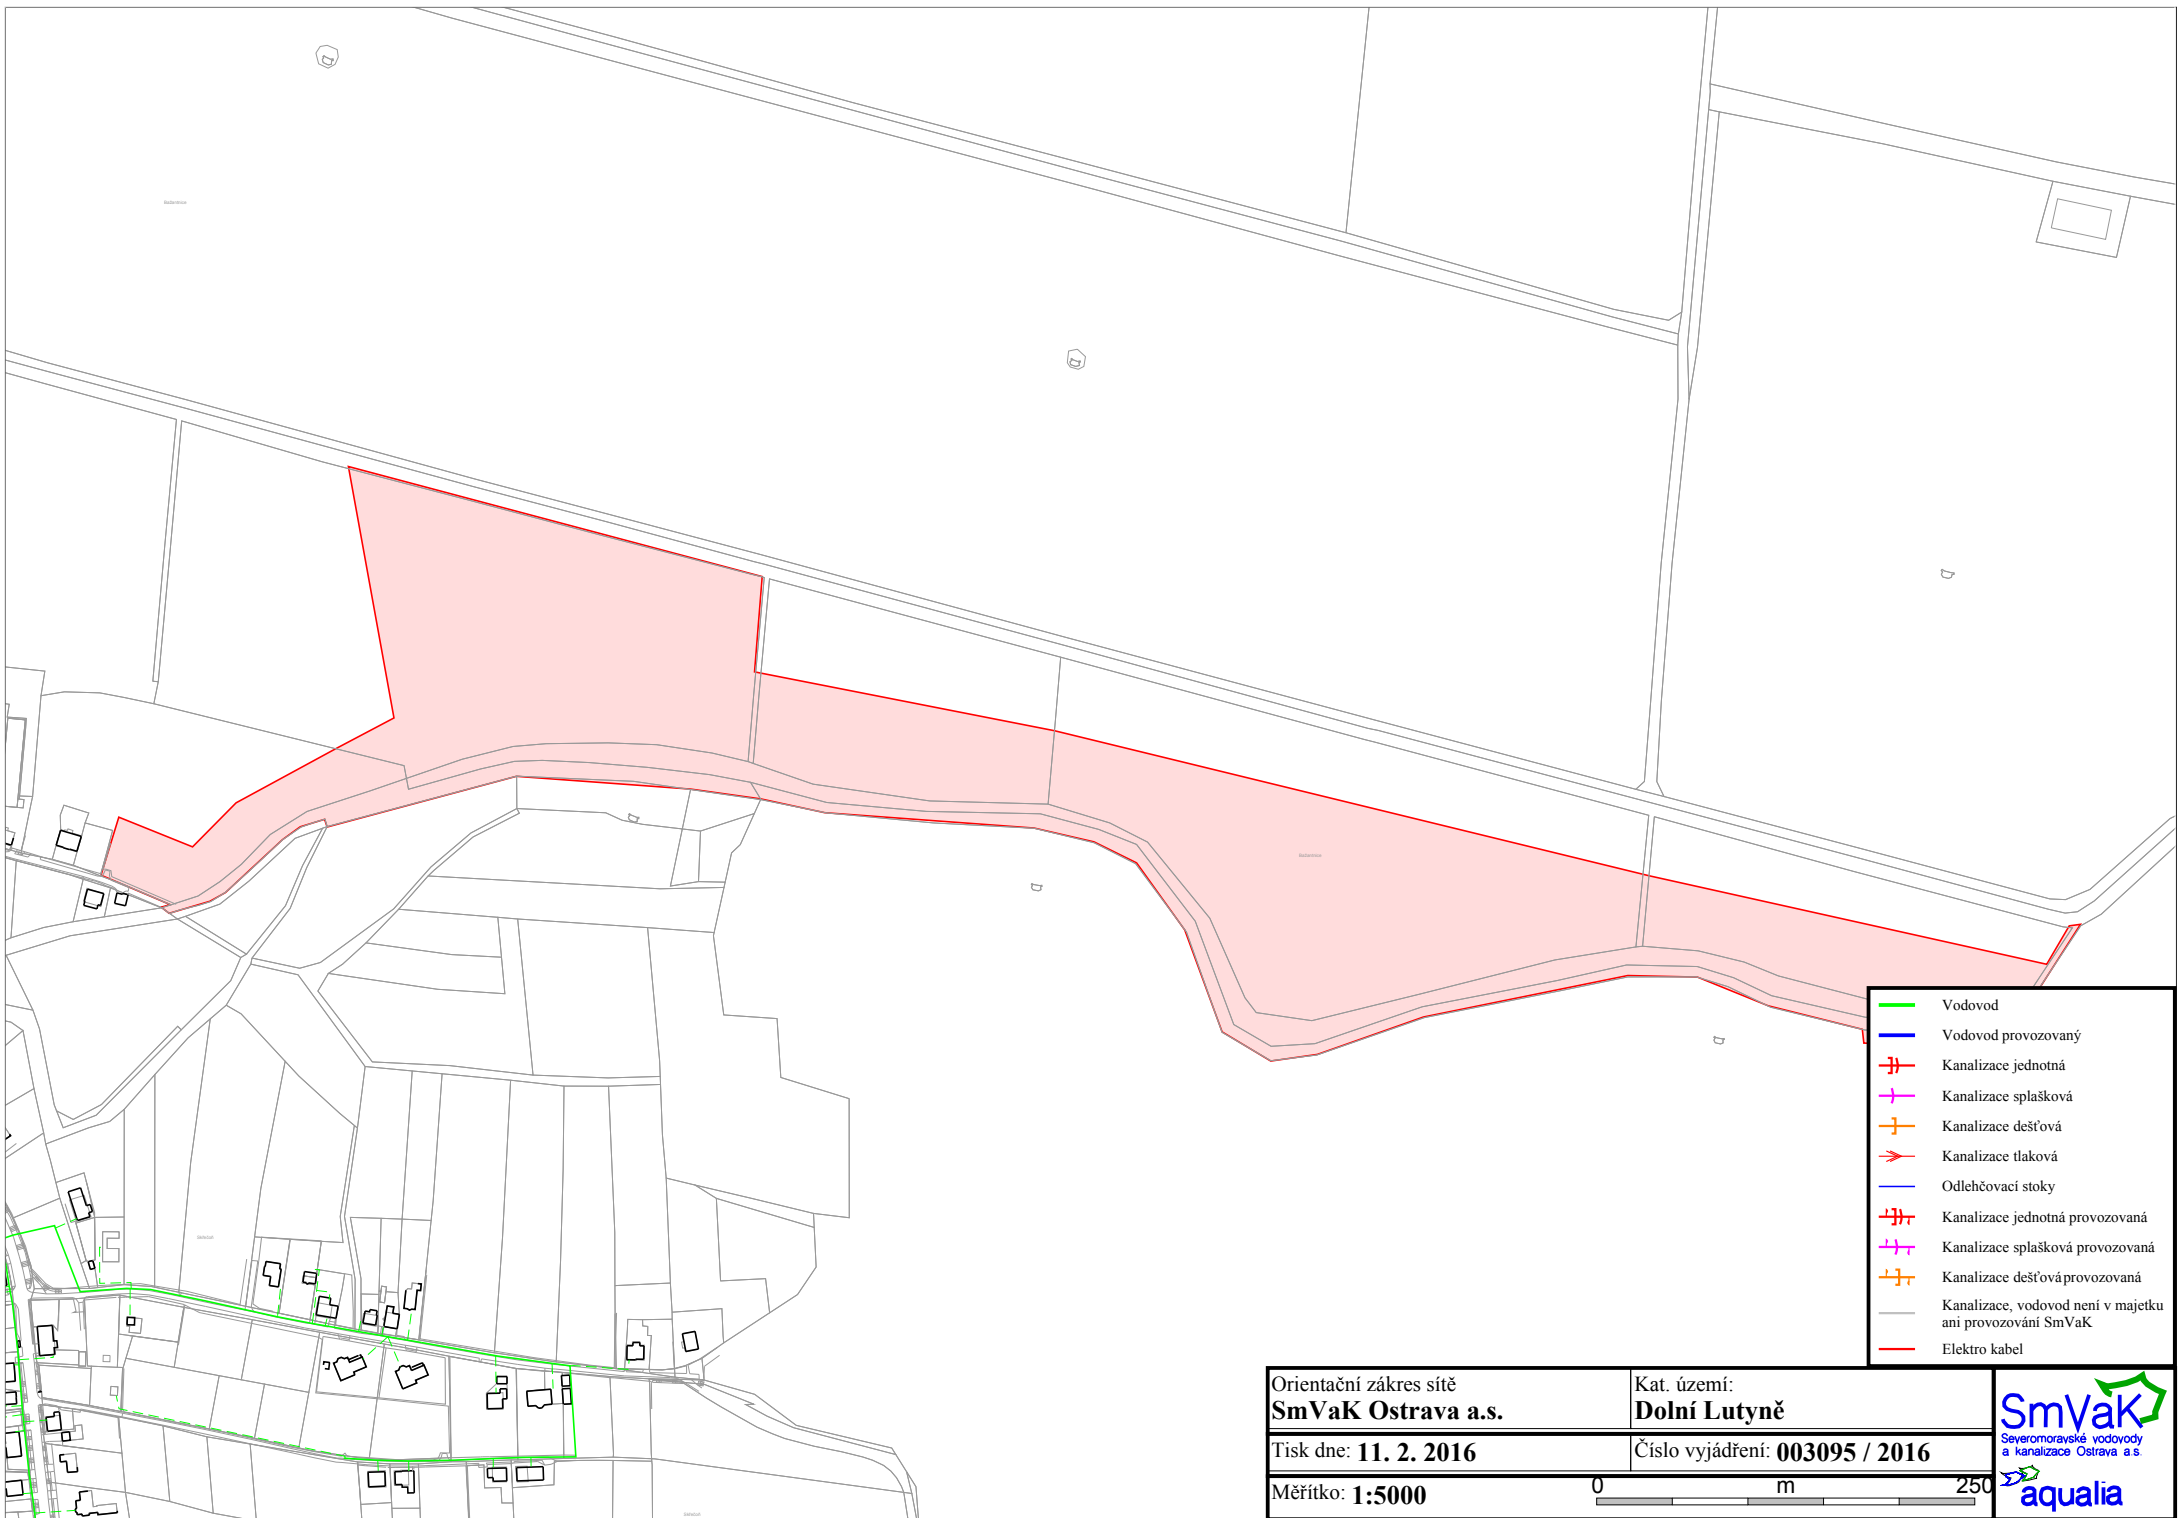 Vodovod
Vodovod provozovaný
Kanalizace jednotná
Kanalizace splašková
Kanalizace dešťová
Kanalizace tlaková
Odlehčovací stoky
Kanalizace jednotná provozovaná
Kanalizace splašková provozovaná
Kanalizace dešťová provozovaná
Kanalizace, vodovod není v majetku
ani provozování SmVaK
Elektro kabel
Orientační zákres sítě
SmVaK Ostrava a.s.
Kat. území:
Dolní Lutyně
Tisk dne: 11. 2. 2016
Číslo vyjádření: 003095 / 2016
Měřítko: 1:5000
0 m 250
SmVaK
Severomoravské vodovody
a kanalizace Ostrava a.s.
aqualia